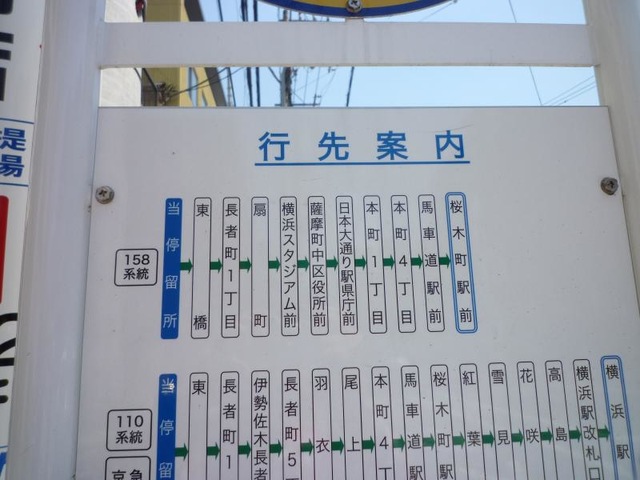 行先案内
158
系統
当停留所
東橋
長者町1丁目
扇町
横浜スタジアム前
薩摩町中区役所前
日本大通り駅県庁前
本町1丁目
本町4丁目
馬車道駅前
桜木町駅前
110
系統
京急
当停留
東
長者町1
伊勢佐木長者
長者町5
羽衣
尾上
本町4丁
馬車道駅
桜木町駅
紅葉
雪見
花咲
高島
横浜駅改札口
横浜駅
堤
場